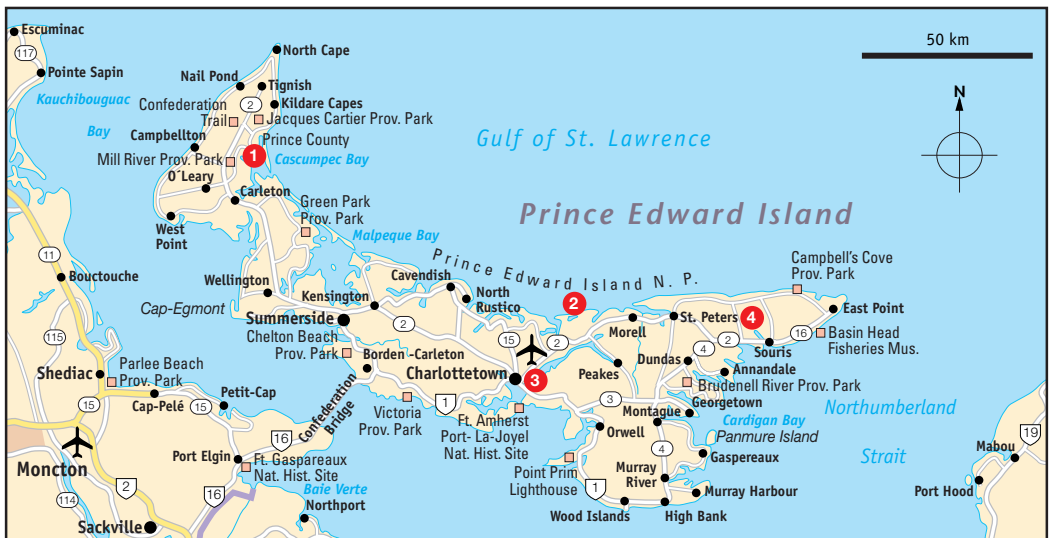 Escuminac
117
Pointe Sapin
Kauchibouguac
Bay
North Cape
Nail Pond
Tignish
2
Confederation
Trail
Kildare Capes
Jacques Cartier Prov. Park
Campbellton
Prince County
Mill River Prov. Park
1
Cascumpec Bay
O´Leary
Carleton
West
Point
Green Park
Prov. Park
Malpeque Bay
Gulf of St. Lawrence
50 km
N
Prince Edward Island
Prince Edward Island N. P.
11
Bouctouche
Cap-Egmont
Wellington
Kensington
Cavendish
North
Rustico
2
Summerside
Chelton Beach
Prov. Park
2
15
2
Morell
St. Peters
4
Campbell's Cove
Prov. Park
East Point
16
Basin Head
Fisheries Mus.
Souris
2
4
Dundas
Annandale
Brudenell River Prov. Park
Peakes
Borden -Carleton
Charlottetown
3
115
Shediac
Parlee Beach
Prov. Park
15
Cap-Pelé
15
Petit-Cap
Confederation
Bridge
Victoria
Prov. Park
1
Ft. Amherst
Port- La-Joyel
Nat. Hist. Site
3
Montague
Georgetown
Cardigan Bay
Panmure Island
Northumberland
Strait
Orwell
4
Gaspereaux
Point Prim
Lighthouse
1
Murray
River
Murray Harbour
Wood Islands
High Bank
Moncton
16
Port Elgin
Ft. Gaspareaux
Nat. Hist. Site
2
114
16
Baie Verte
Northport
Sackville
19
Mabou
Port Hood